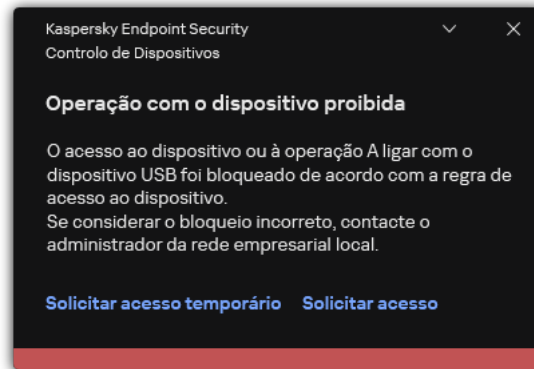 Kaspersky Endpoint Security
Controlo de Dispositivos
Operação com o dispositivo proibida
O acesso ao dispositivo ou à operação A ligar com o
dispositivo USB foi bloqueado de acordo com a regra de
acesso ao dispositivo.
Se considerar o bloqueio incorreto, contacte o
administrador da rede empresarial local.
Solicitar acesso temporário Solicitar acesso